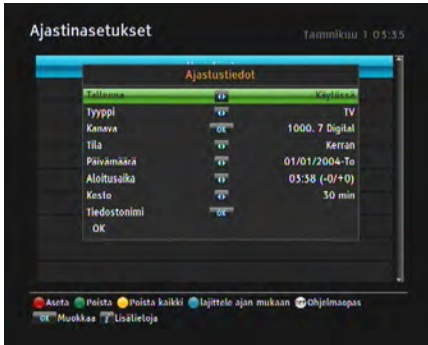 Ajastinasetukset Tammikuu 1 03:35
Ajastustiedot
Tallenna Käytössä
Tyyppi TV
Kanava OK 1000. 7 Digital
Tila Kerran
Päivämäärä 01/01/2004-To
Aloitusaika 03:38 (-0/+0)
Kesto 30 min
Tiedostonimi OK
OK
Aseta Poista Poista kaikki lajittele ajan mukaan Ohjelmaopas
OK Muokkaa i Lisätietoja